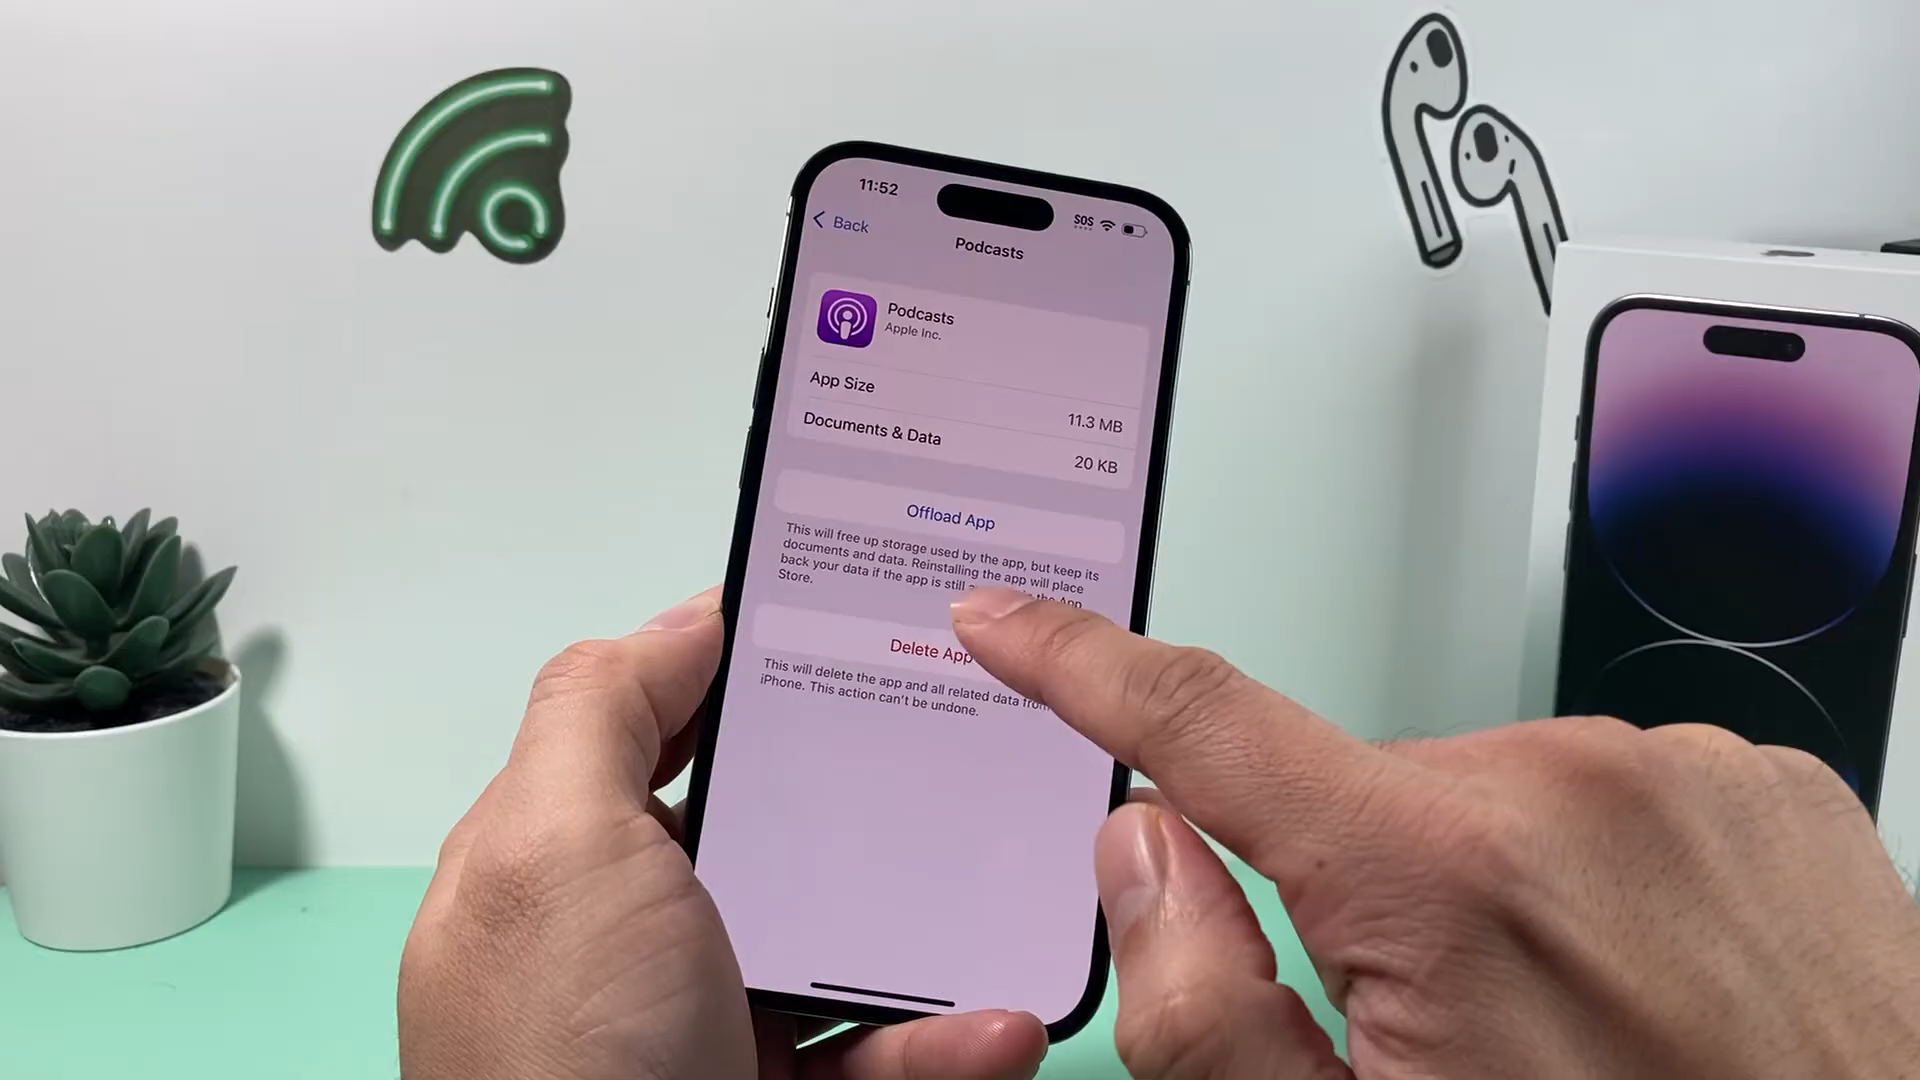 11:52
SOS
Back
Podcasts
Podcasts
Apple Inc.
App Size
11.3 MB
Documents & Data
20 KB
Offload App
This will free up storage used by the app, but keep its
documents and data. Reinstalling the app will place
back your data if the app is still the App
Store.
Delete App
This will delete the app and all related data from
iPhone. This action can't be undone.